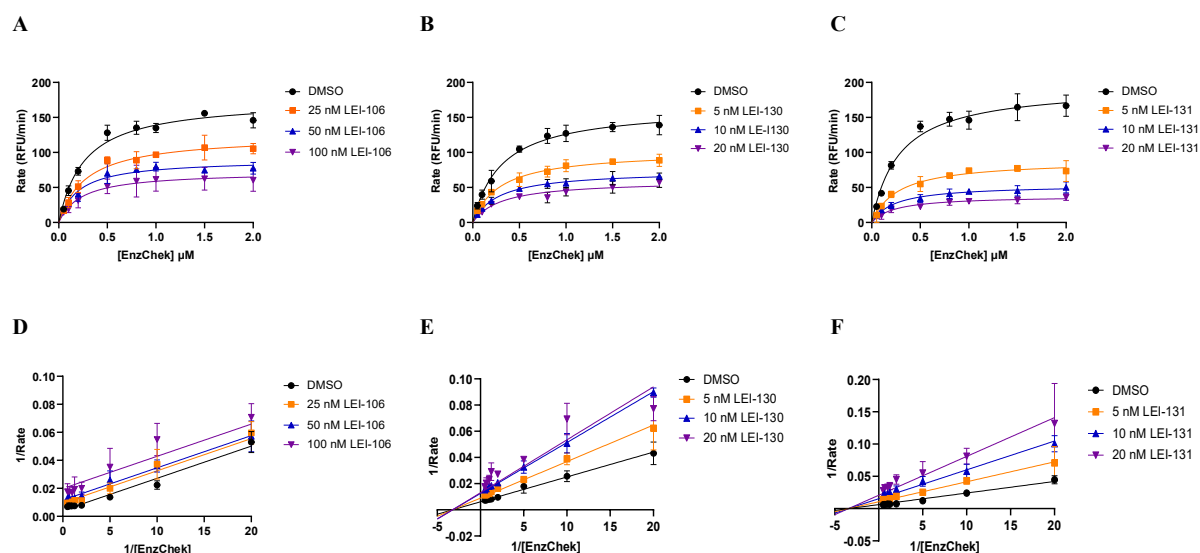 A
Rate (RFU/min)
200
150
100
50
0
0.0 0.5 1.0 1.5 2.0
[EnzChek] µM
DMSO
25 nM LEI-106
50 nM LEI-106
100 nM LEI-106
B
Rate (RFU/min)
200
150
100
50
0
0.0 0.5 1.0 1.5 2.0
[EnzChek] µM
DMSO
5 nM LEI-130
10 nM LE-I130
20 nM LEI-130
C
Rate (RFU/min)
200
150
100
50
0
0.0 0.5 1.0 1.5 2.0
[EnzChek] µM
DMSO
5 nM LEI-131
10 nM LEI-131
20 nM LEI-131
D
1/Rate
0.10
0.08
0.06
0.04
0.02
0.00
0 5 10 15 20
1/[EnzChek]
DMSO
25 nM LEI-106
50 nM LEI-106
100 nM LEI-106
E
1/Rate
0.10
0.08
0.06
0.04
0.02
-0.02
-5 5 10 15 20
1/[EnzChek]
DMSO
5 nM LEI-130
10 nM LEI-130
20 nM LEI-130
F
1/Rate
0.20
0.15
0.10
0.05
0.00
-0.05
-5 5 10 15 20
1/[EnzChek]
DMSO
5 nM LEI-131
10 nM LEI-131
20 nM LEI-131